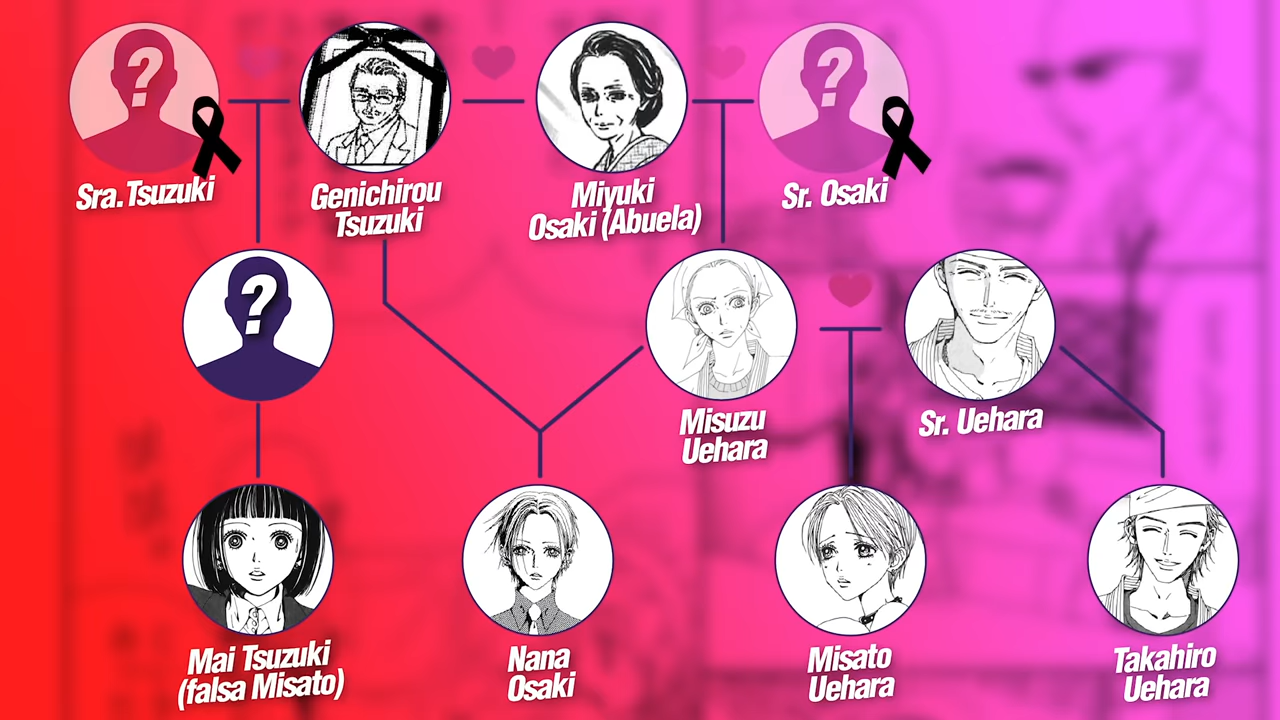 ?
?
Sra. Tsuzuki
Genichirou
Tsuzuki
Miyuki
Osaki (Abuela)
Sr. Osaki
?
Misuzu
Uehara
Sr. Uehara
Mai Tsuzuki
(falsa Misato)
Nana
Osaki
Misato
Uehara
Takahiro
Uehara